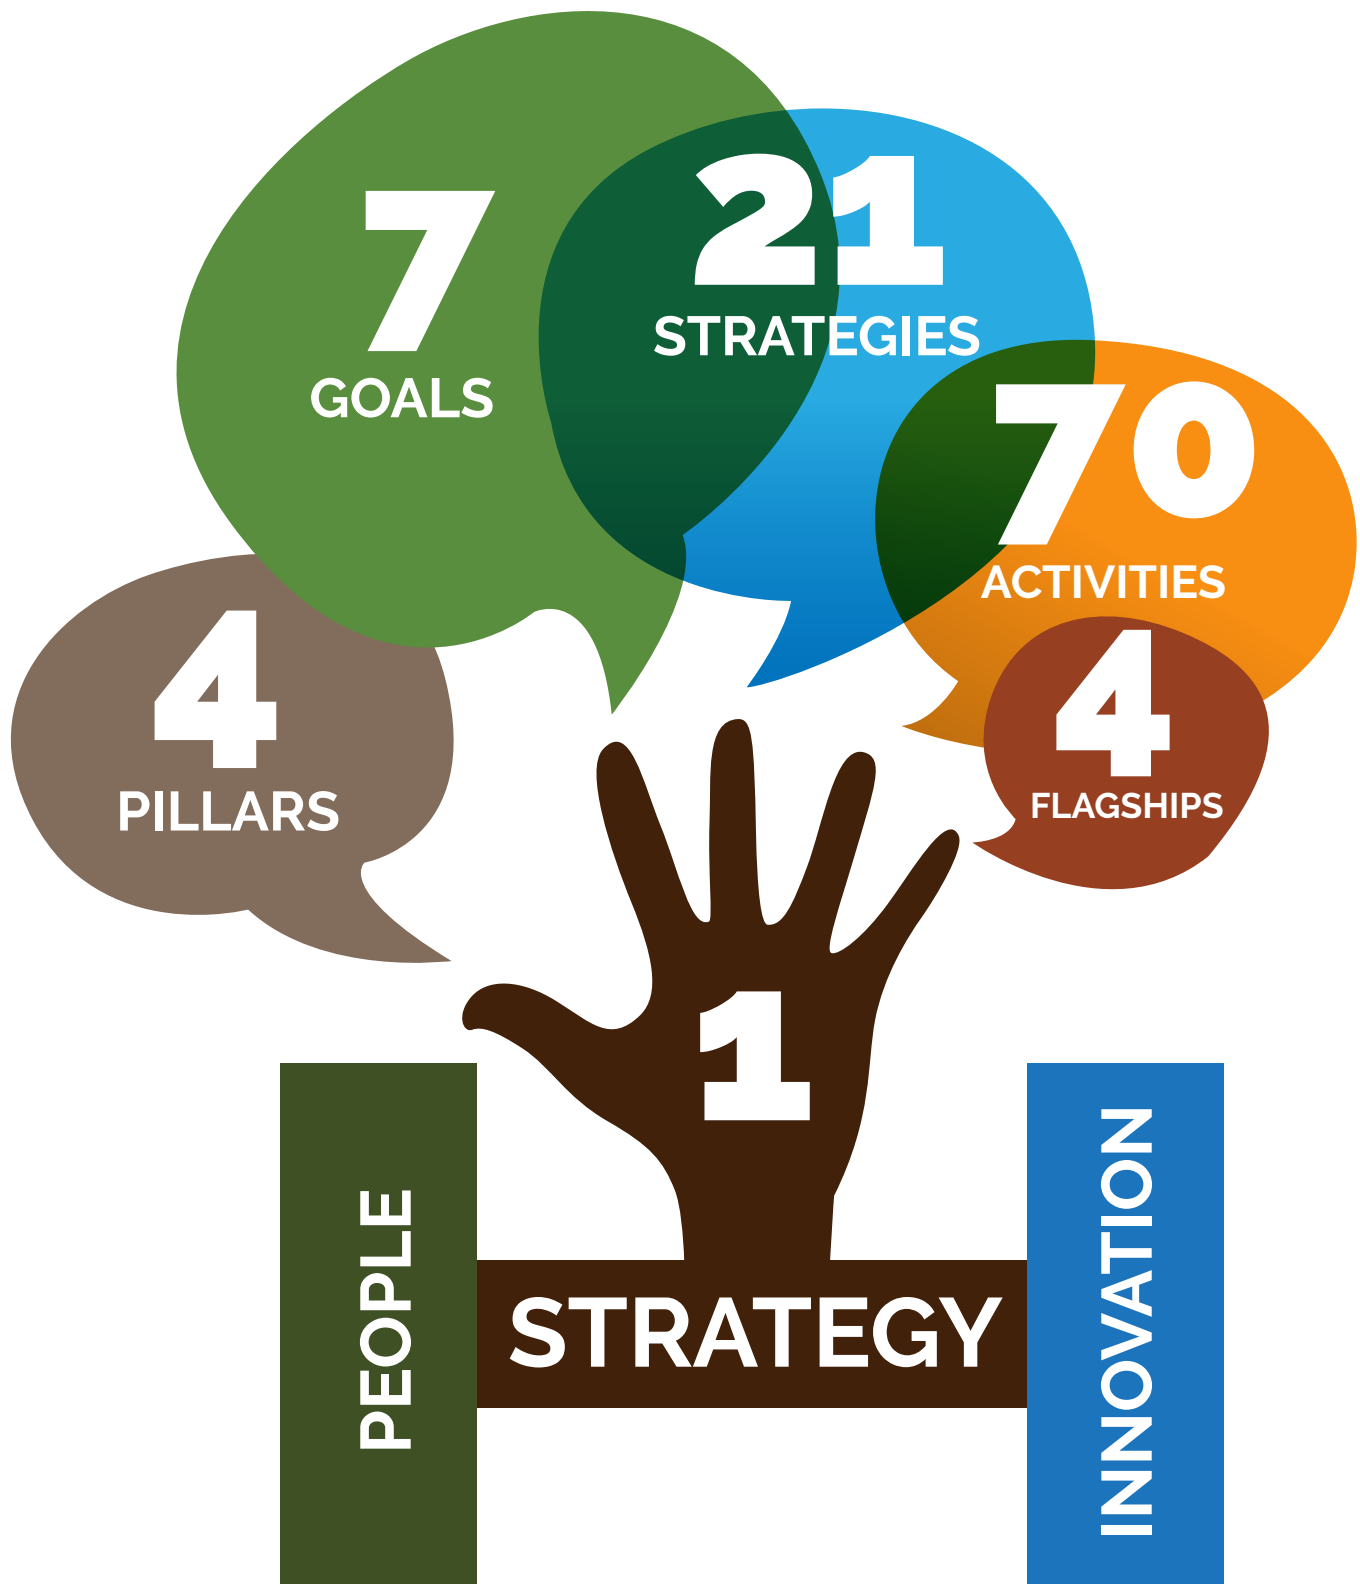 7
GOALS
21
STRATEGIES
70
ACTIVITIES
4
PILLARS
4
FLAGSHIPS
1
STRATEGY
PEOPLE
INNOVATION